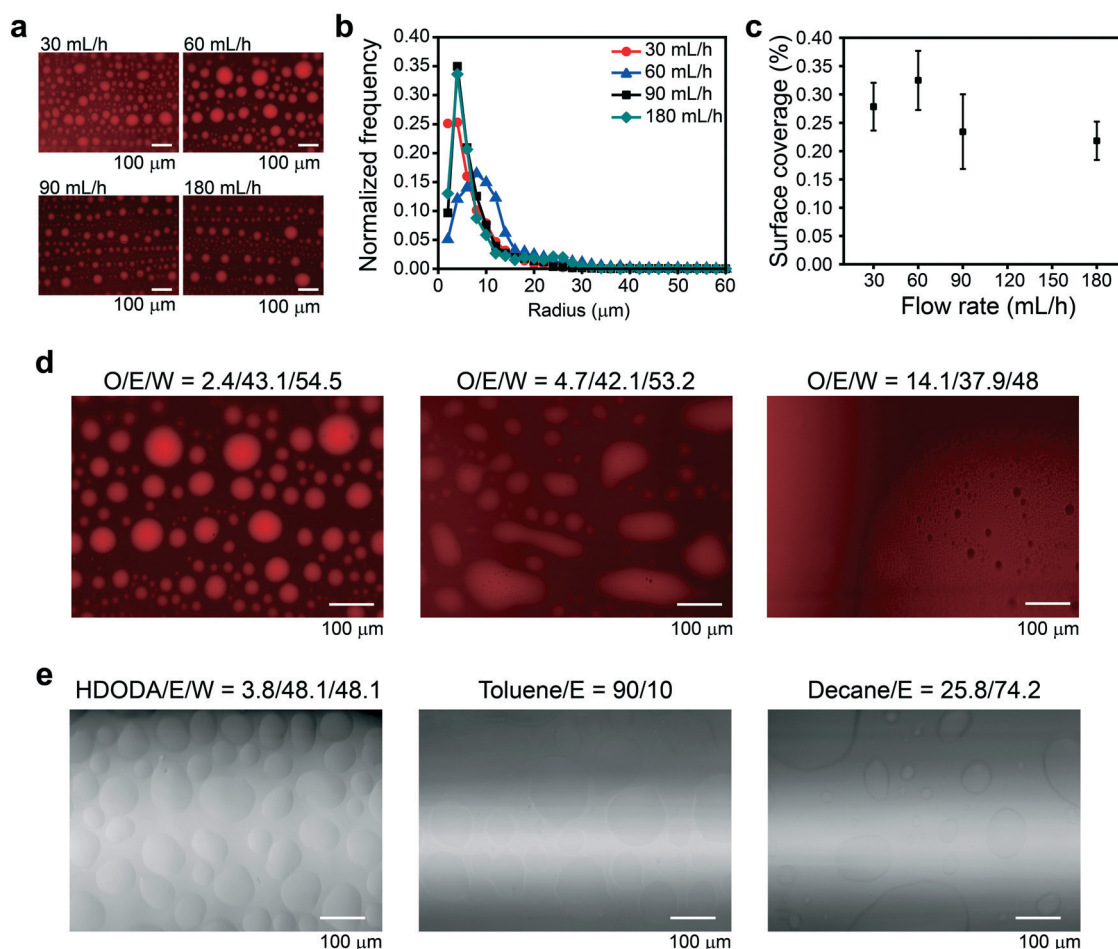 a
30 mL/h
60 mL/h
100 μm
100 μm
90 mL/h
180 mL/h
100 μm
100 μm
b
0.40
0.35
0.30
0.25
0.20
0.15
0.10
0.05
0.00
Normalized frequency
30 mL/h
60 mL/h
90 mL/h
180 mL/h
0 10 20 30 40 50 60
Radius (μm)
c
0.40
0.35
0.30
0.25
0.20
0.15
0.10
0.05
0.00
Surface coverage (%)
30 60 90 120 150 180
Flow rate (mL/h)
d
O/E/W = 2.4/43.1/54.5
O/E/W = 4.7/42.1/53.2
O/E/W = 14.1/37.9/48
100 μm
100 μm
100 μm
e
HDODA/E/W = 3.8/48.1/48.1
Toluene/E = 90/10
Decane/E = 25.8/74.2
100 μm
100 μm
100 μm